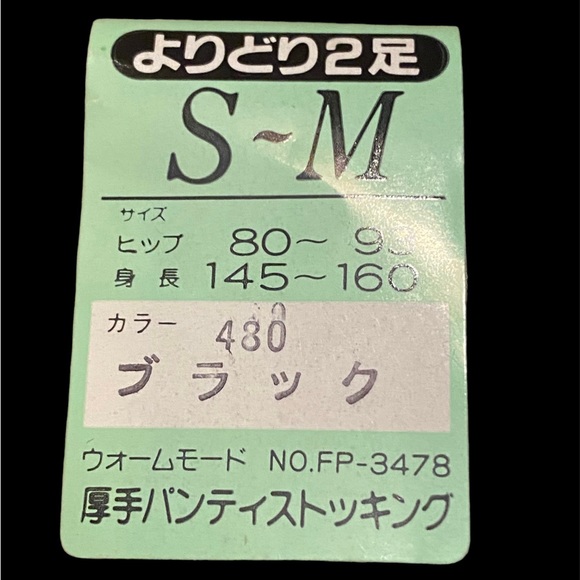 よりどり2足
S~M
サイズ
ヒップ 80~
身長 145~160
カラー 480
ブラック
ウォームモード NO.FP-3478
厚手パンティストッキング